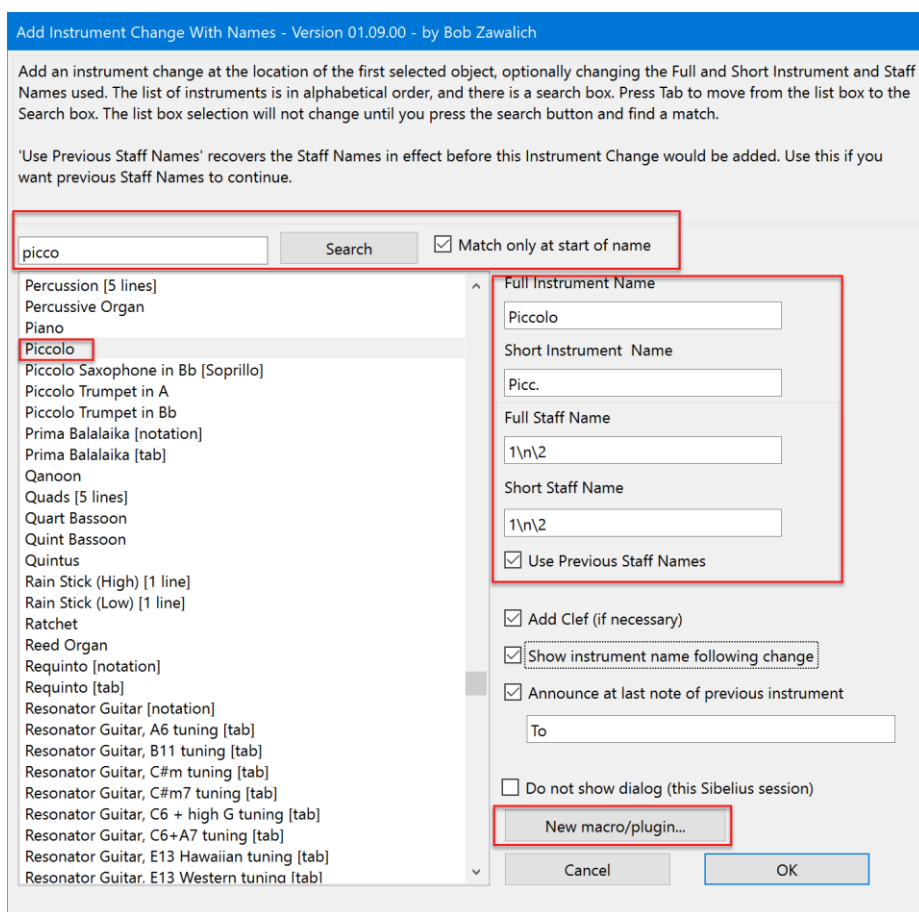 Add Instrument Change With Names - Version 01.09.00 - by Bob Zawalich
Add an instrument change at the location of the first selected object, optionally changing the Full and Short Instrument and Staff
Names used. The list of instruments is in alphabetical order, and there is a search box. Press Tab to move from the list box to the
Search box. The list box selection will not change until you press the search button and find a match.
'Use Previous Staff Names' recovers the Staff Names in effect before this Instrument Change would be added. Use this if you
want previous Staff Names to continue.
picco
Search
Match only at start of name
Percussion [5 lines]
Percussive Organ
Piano
Piccolo
Piccolo Saxophone in Bb [Soprillo]
Piccolo Trumpet in A
Piccolo Trumpet in Bb
Prima Balalaika [notation]
Prima Balalaika [tab]
Qanoon
Quads [5 lines]
Quart Bassoon
Quint Bassoon
Quintus
Rain Stick (High) [1 line]
Rain Stick (Low) [1 line]
Ratchet
Reed Organ
Requinto [notation]
Requinto [tab]
Resonator Guitar [notation]
Resonator Guitar, A6 tuning [tab]
Resonator Guitar, B11 tuning [tab]
Resonator Guitar, C#m tuning [tab]
Resonator Guitar, C#m7 tuning [tab]
Resonator Guitar, C6 + high G tuning [tab]
Resonator Guitar, C6+A7 tuning [tab]
Resonator Guitar, E13 Hawaiian tuning [tab]
Resonator Guitar, E13 Western tuning [tab]
Full Instrument Name
Piccolo
Short Instrument  Name
Picc.
Full Staff Name
1\n\2
Short Staff Name
1\n\2
Use Previous Staff Names
Add Clef (if necessary)
Show instrument name following change
Announce at last note of previous instrument
To
Do not show dialog (this Sibelius session)
New macro/plugin...
Cancel
OK